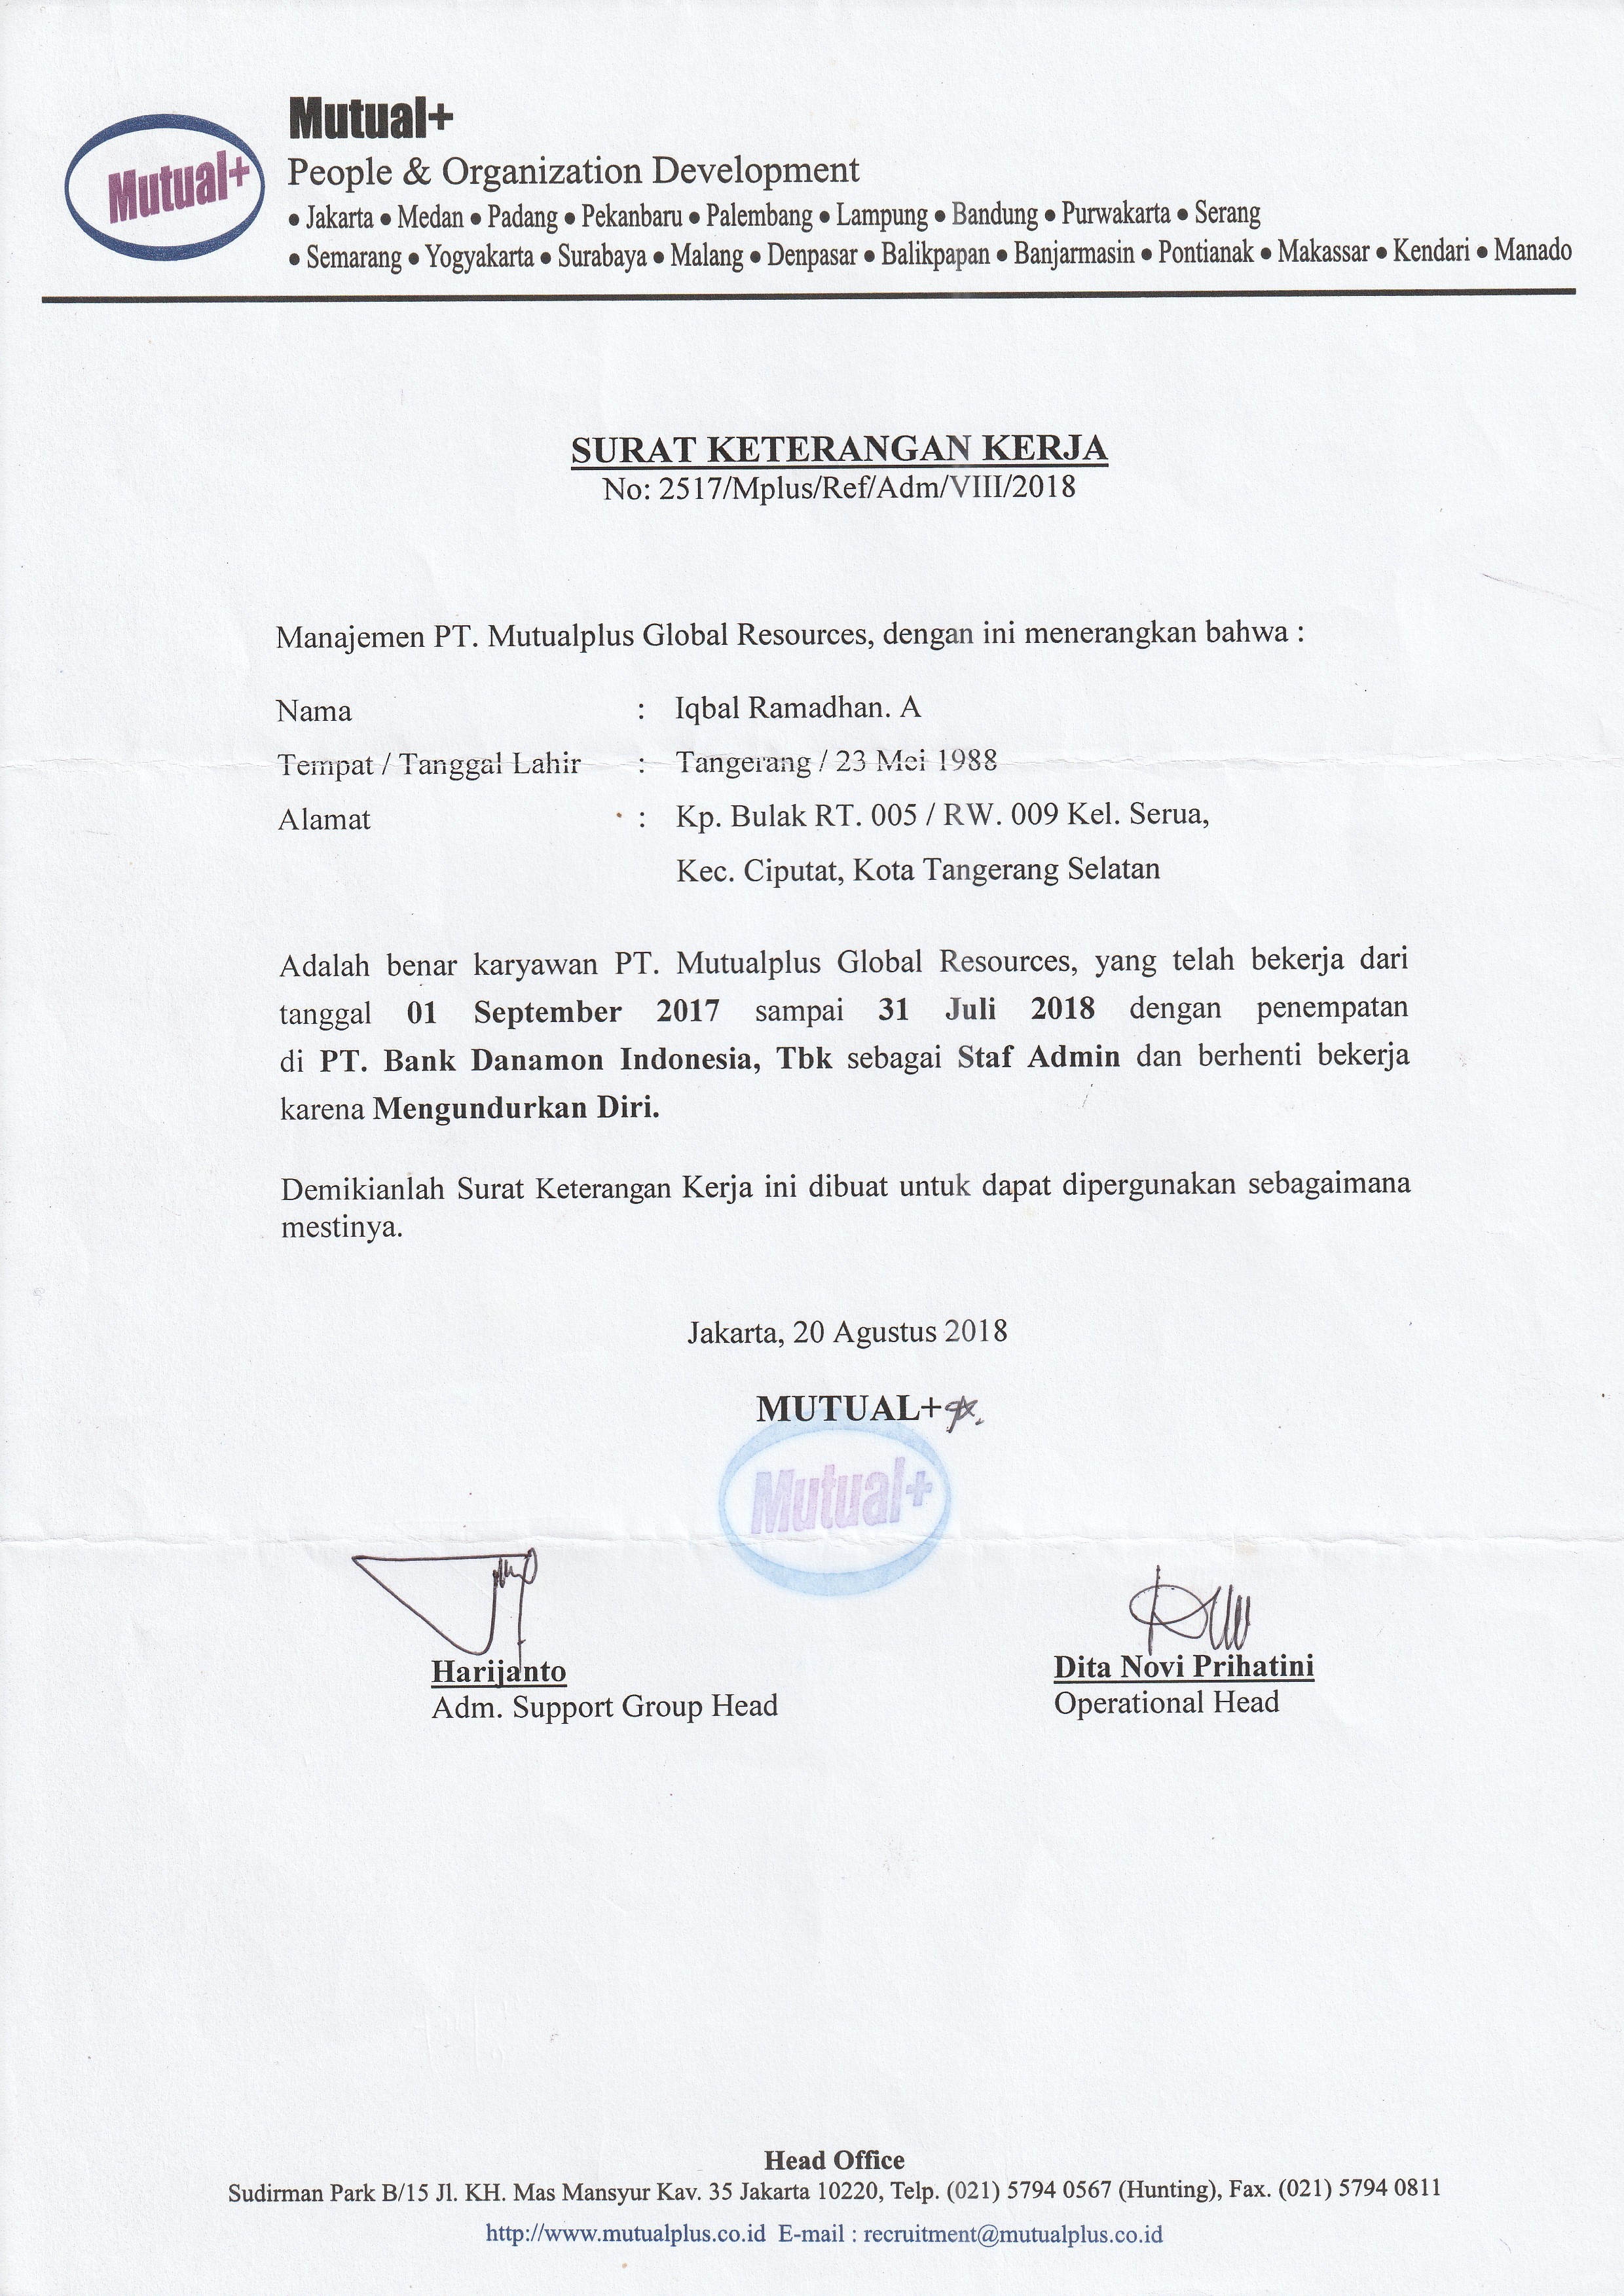 Mutual+
Mutual+
People & Organization Development
• Jakarta • Medan • Padang • Pekanbaru • Palembang • Lampung • Bandung • Purwakarta • Serang
• Semarang • Yogyakarta • Surabaya • Malang • Denpasar • Balikpapan • Banjarmasin • Pontianak • Makassar • Kendari • Manado
SURAT KETERANGAN KERJA
No: 2517/Mplus/Ref/Adm/VIII/2018
Manajemen PT. Mutualplus Global Resources, dengan ini menerangkan bahwa :
Nama : Iqbal Ramadhan. A
Tempat / Tanggal Lahir : Tangerang / 23 Mei 1988
Alamat : Kp. Bulak RT. 005 / RW. 009 Kel. Serua,
Kec. Ciputat, Kota Tangerang Selatan
Adalah benar karyawan PT. Mutualplus Global Resources, yang telah bekerja dari
tanggal 01 September 2017 sampai 31 Juli 2018 dengan penempatan
di PT. Bank Danamon Indonesia, Tbk sebagai Staf Admin dan berhenti bekerja
karena Mengundurkan Diri.
Demikianlah Surat Keterangan Kerja ini dibuat untuk dapat dipergunakan sebagaimana
mestinya.
Jakarta, 20 Agustus 2018
MUTUAL+
Mutual+
Harijanto Dita Novi Prihatini
Adm. Support Group Head Operational Head
Head Office
Sudirman Park B/15 Jl. KH. Mas Mansyur Kav. 35 Jakarta 10220, Telp. (021) 5794 0567 (Hunting), Fax. (021) 5794 0811
http://www.mutualplus.co.id E-mail : recruitment@mutualplus.co.id